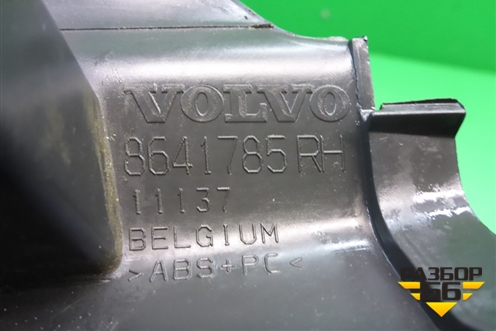 VOLVO
8641785 RH
11137
BELGIUM
>ABS+PC<
РАЗБОР
66